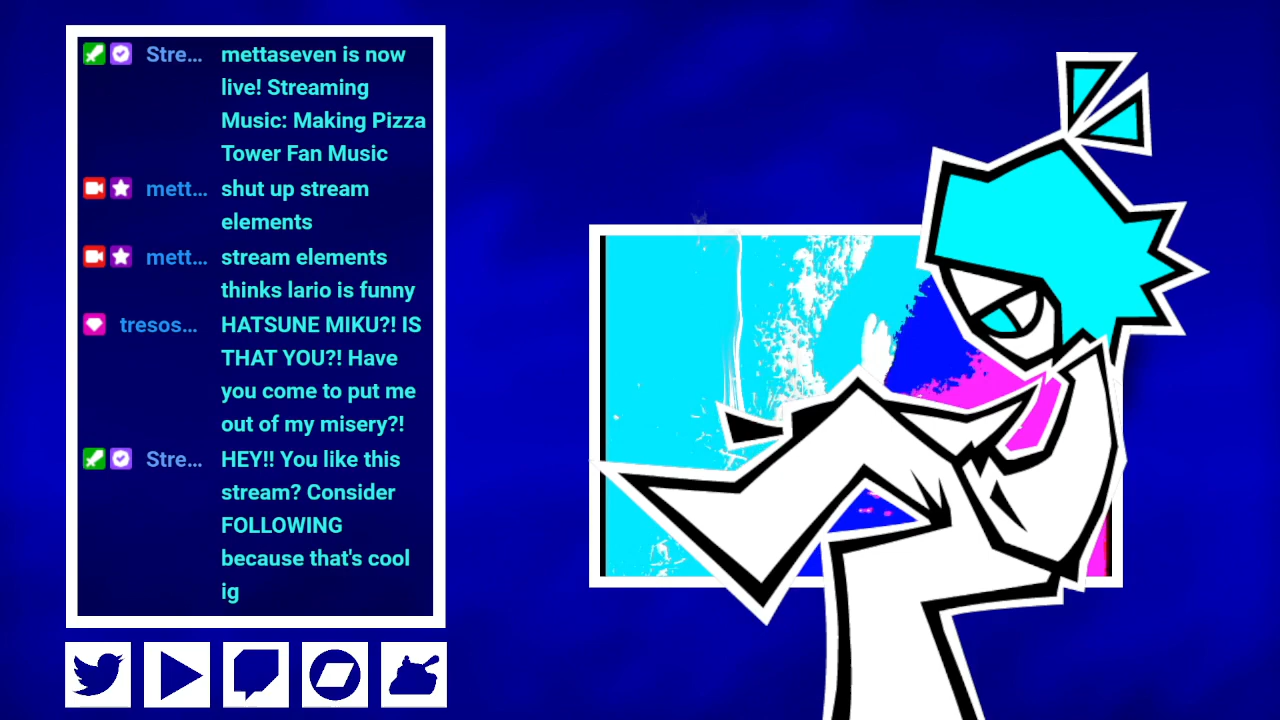 Stre... mettaseven is now
live! Streaming
Music: Making Pizza
Tower Fan Music
mett... shut up stream
elements
mett... stream elements
thinks lario is funny
tresos... HATSUNE MIKU?! IS
THAT YOU?! Have
you come to put me
out of my misery?!
Stre... HEY!! You like this
stream? Consider
FOLLOWING
because that's cool
ig